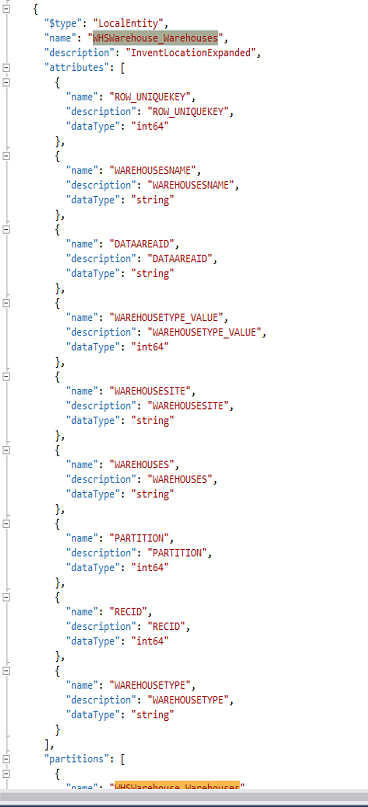 {
"$type": "LocalEntity",
"name": "WHSWarehouse_Warehouses",
"description": "InventLocationExpanded",
"attributes": [
{
"name": "ROW_UNIQUEKEY",
"description": "ROW_UNIQUEKEY",
"dataType": "int64"
},
{
"name": "WAREHOUSESNAME",
"description": "WAREHOUSESNAME",
"dataType": "string"
},
{
"name": "DATAAREAID",
"description": "DATAAREAID",
"dataType": "string"
},
{
"name": "WAREHOUSETYPE_VALUE",
"description": "WAREHOUSETYPE_VALUE",
"dataType": "int64"
},
{
"name": "WAREHOUSESITE",
"description": "WAREHOUSESITE",
"dataType": "string"
},
{
"name": "WAREHOUSES",
"description": "WAREHOUSES",
"dataType": "string"
},
{
"name": "PARTITION",
"description": "PARTITION",
"dataType": "int64"
},
{
"name": "RECID",
"description": "RECID",
"dataType": "int64"
},
{
"name": "WAREHOUSETYPE",
"description": "WAREHOUSETYPE",
"dataType": "string"
}
],
"partitions": [
{
"name": "WHSWarehouse_Warehouses"